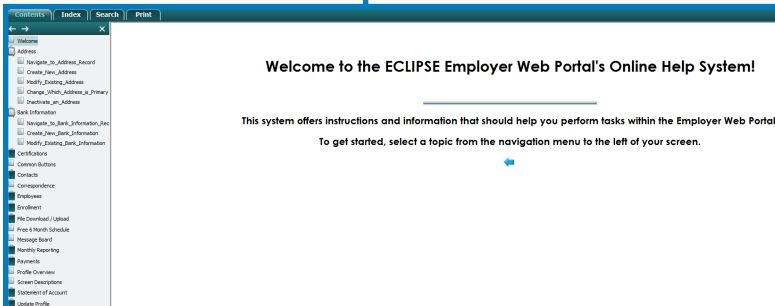 Contents Index Search Print
Welcome
Address
Navigate_to_Address_Record
Create_New_Address
Modify_Existing_Address
Change_Which_Address_is_Primary
Inactivate_an_Address
Bank Information
Navigate_to_Bank_Information_Rec
Create_New_Bank_Information
Modify_Existing_Bank_Information
Certifications
Common Buttons
Contacts
Correspondence
Employees
Enrollment
File Download / Upload
Free 6 Month Schedule
Message Board
Monthly Reporting
Payments
Profile Overview
Screen Descriptions
Statement of Account
Update Profile
Welcome to the ECLIPSE Employer Web Portal's Online Help System!
This system offers instructions and information that should help you perform tasks within the Employer Web Portal
To get started, select a topic from the navigation menu to the left of your screen.